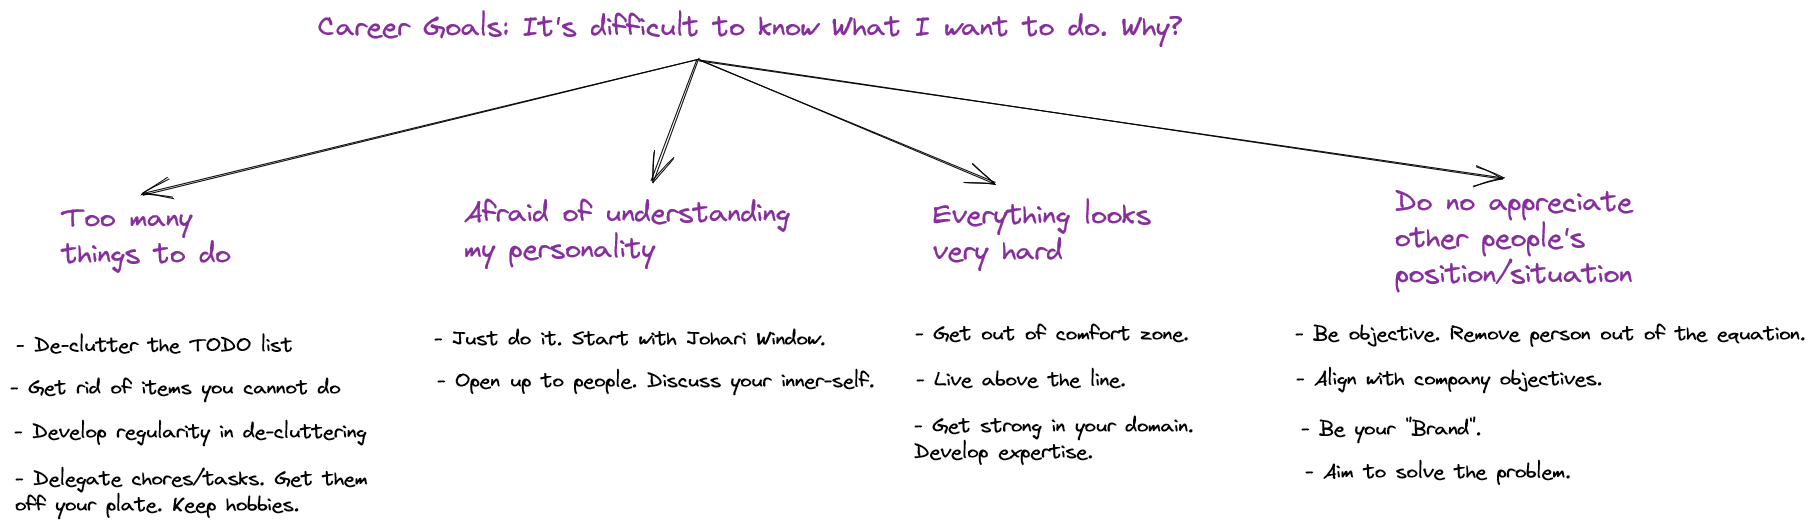 Career Goals: It's difficult to know What I want to do. Why?
Too many
things to do
- De-clutter the TODO list
- Get rid of items you cannot do
- Develop regularity in de-cluttering
- Delegate chores/tasks. Get them
off your plate. Keep hobbies.
Afraid of understanding
my personality
- Just do it. Start with Johari Window.
- Open up to people. Discuss your inner-self.
Everything looks
very hard
- Get out of comfort zone.
- Live above the line.
- Get strong in your domain.
Develop expertise.
Do no appreciate
other people's
position/situation
- Be objective. Remove person out of the equation.
- Align with company objectives.
- Be your "Brand".
- Aim to solve the problem.